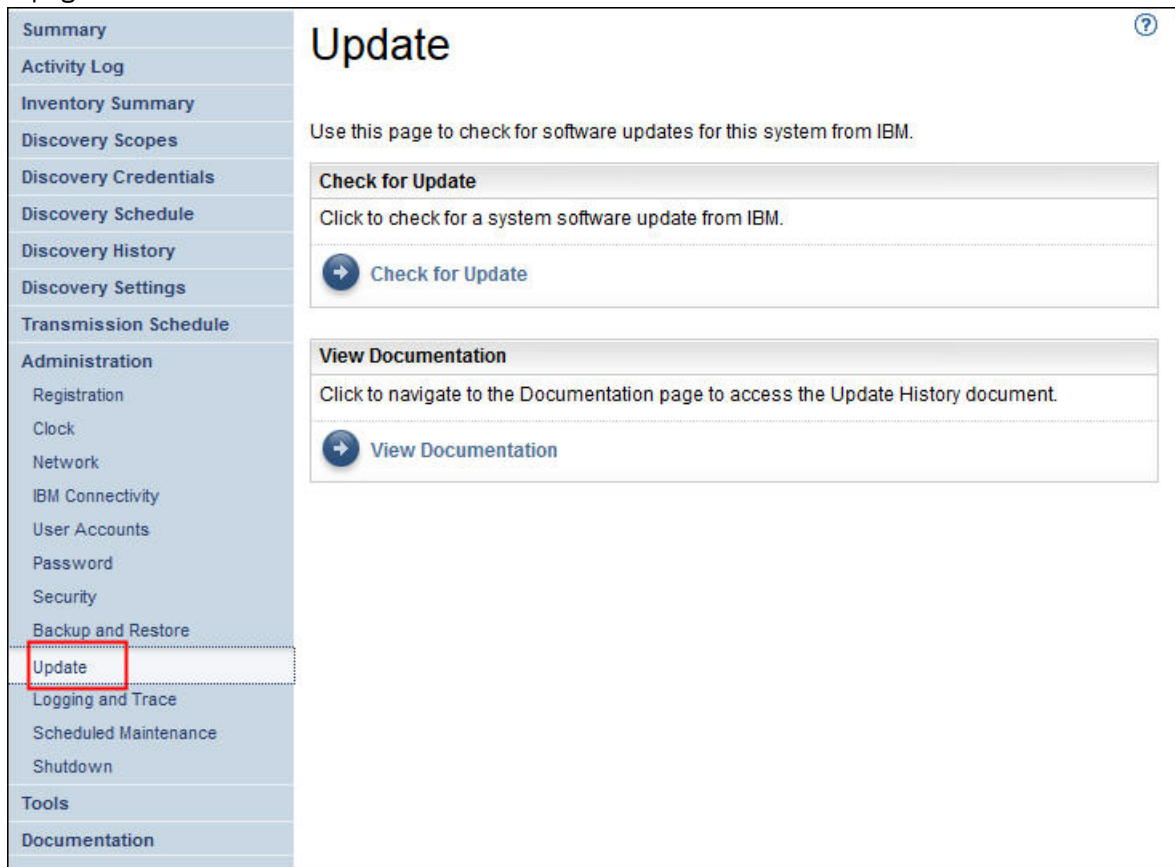 Summary
Activity Log
Inventory Summary
Discovery Scopes
Discovery Credentials
Discovery Schedule
Discovery History
Discovery Settings
Transmission Schedule
Administration
Registration
Clock
Network
IBM Connectivity
User Accounts
Password
Security
Backup and Restore
Update
Logging and Trace
Scheduled Maintenance
Shutdown
Tools
Documentation
?
Update
Use this page to check for software updates for this system from IBM.
Check for Update
Click to check for a system software update from IBM.
Check for Update
View Documentation
Click to navigate to the Documentation page to access the Update History document.
View Documentation